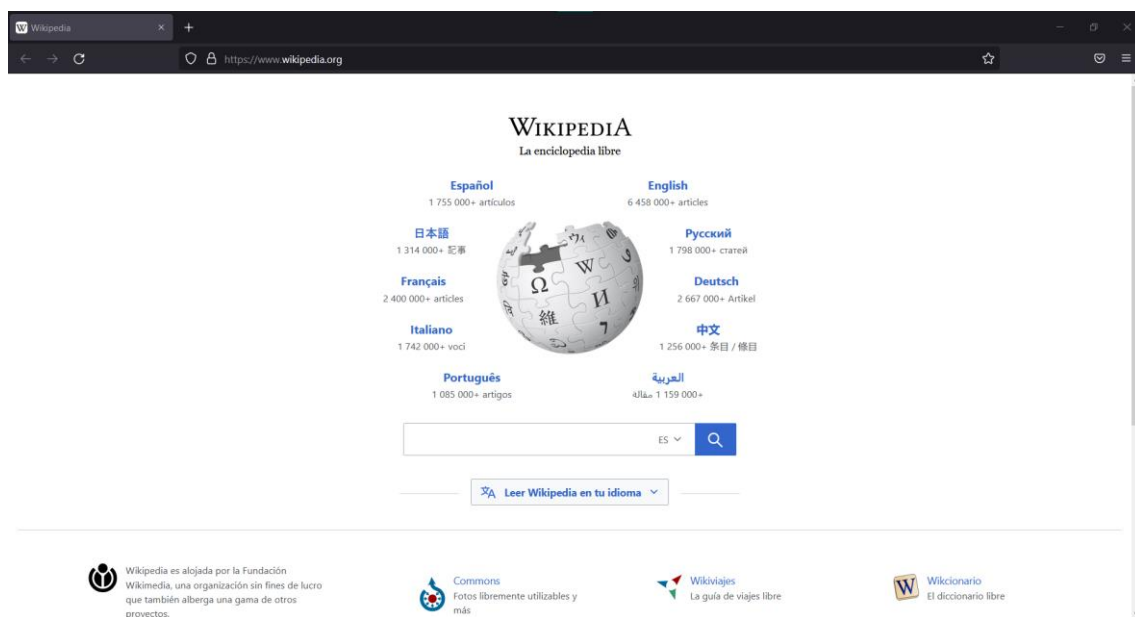 Wikipedia
https://www.wikipedia.org
WIKIPEDIA
La enciclopedia libre
Español
1 755 000+ artículos
English
6 458 000+ articles
日本語
1 314 000+ 記事
Русский
1 798 000+ статей
Français
2 400 000+ articles
Deutsch
2 667 000+ Artikel
Italiano
1 742 000+ voci
中文
1 256 000+ 条目 / 條目
Português
1 085 000+ artigos
العربية
1 159 000+ مقالة
ES
Leer Wikipedia en tu idioma
Wikipedia es alojada por la Fundación
Wikimedia, una organización sin fines de lucro
que también alberga una gama de otros
proyectos.
Commons
Fotos libremente utilizables y
más
Wikiviajes
La guía de viajes libre
Wikcionario
El diccionario libre